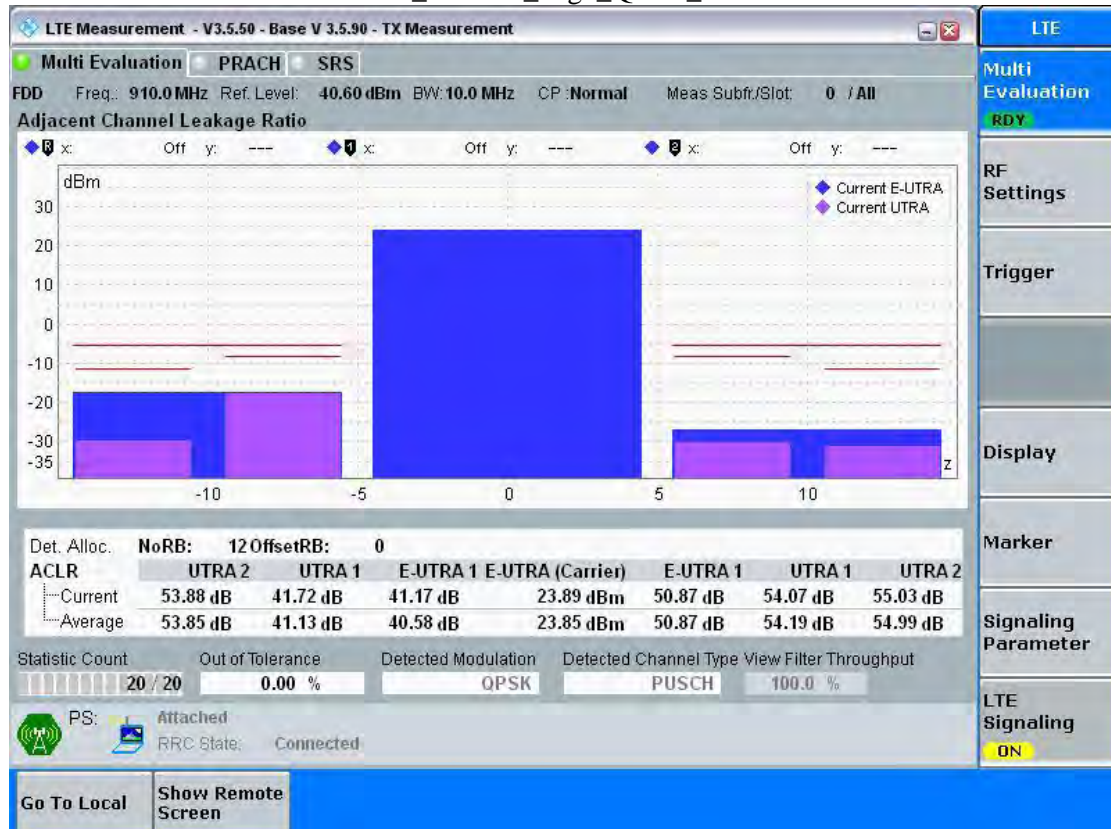 LTE Measurement - V3.5.50 - Base V 3.5.90 - TX Measurement
LTE
Multi Evaluation PRACH SRS
Multi
Evaluation
RDY
FDD Freq.: 910.0 MHz Ref. Level: 40.60 dBm BW: 10.0 MHz CP :Normal Meas Subfr./Slot: 0 / All
Adjacent Channel Leakage Ratio
R x: Off y: --- 1 x: Off y: --- 2 x: Off y: ---
dBm
Current E-UTRA
Current UTRA
30
20
10
0
-10
-20
-30
-35
z
-10 -5 0 5 10
RF
Settings
Trigger
Display
Marker
Signaling
Parameter
LTE
Signaling
ON
Det. Alloc. NoRB: 12 OffsetRB: 0
ACLR UTRA 2 UTRA 1 E-UTRA 1 E-UTRA (Carrier) E-UTRA 1 UTRA 1 UTRA 2
Current 53.88 dB 41.72 dB 41.17 dB 23.89 dBm 50.87 dB 54.07 dB 55.03 dB
Average 53.85 dB 41.13 dB 40.58 dB 23.85 dBm 50.87 dB 54.19 dB 54.99 dB
Statistic Count Out of Tolerance Detected Modulation Detected Channel Type View Filter Throughput
20 / 20 0.00 % QPSK PUSCH 100.0 %
PS: Attached
RRC State: Connected
Go To Local
Show Remote
Screen